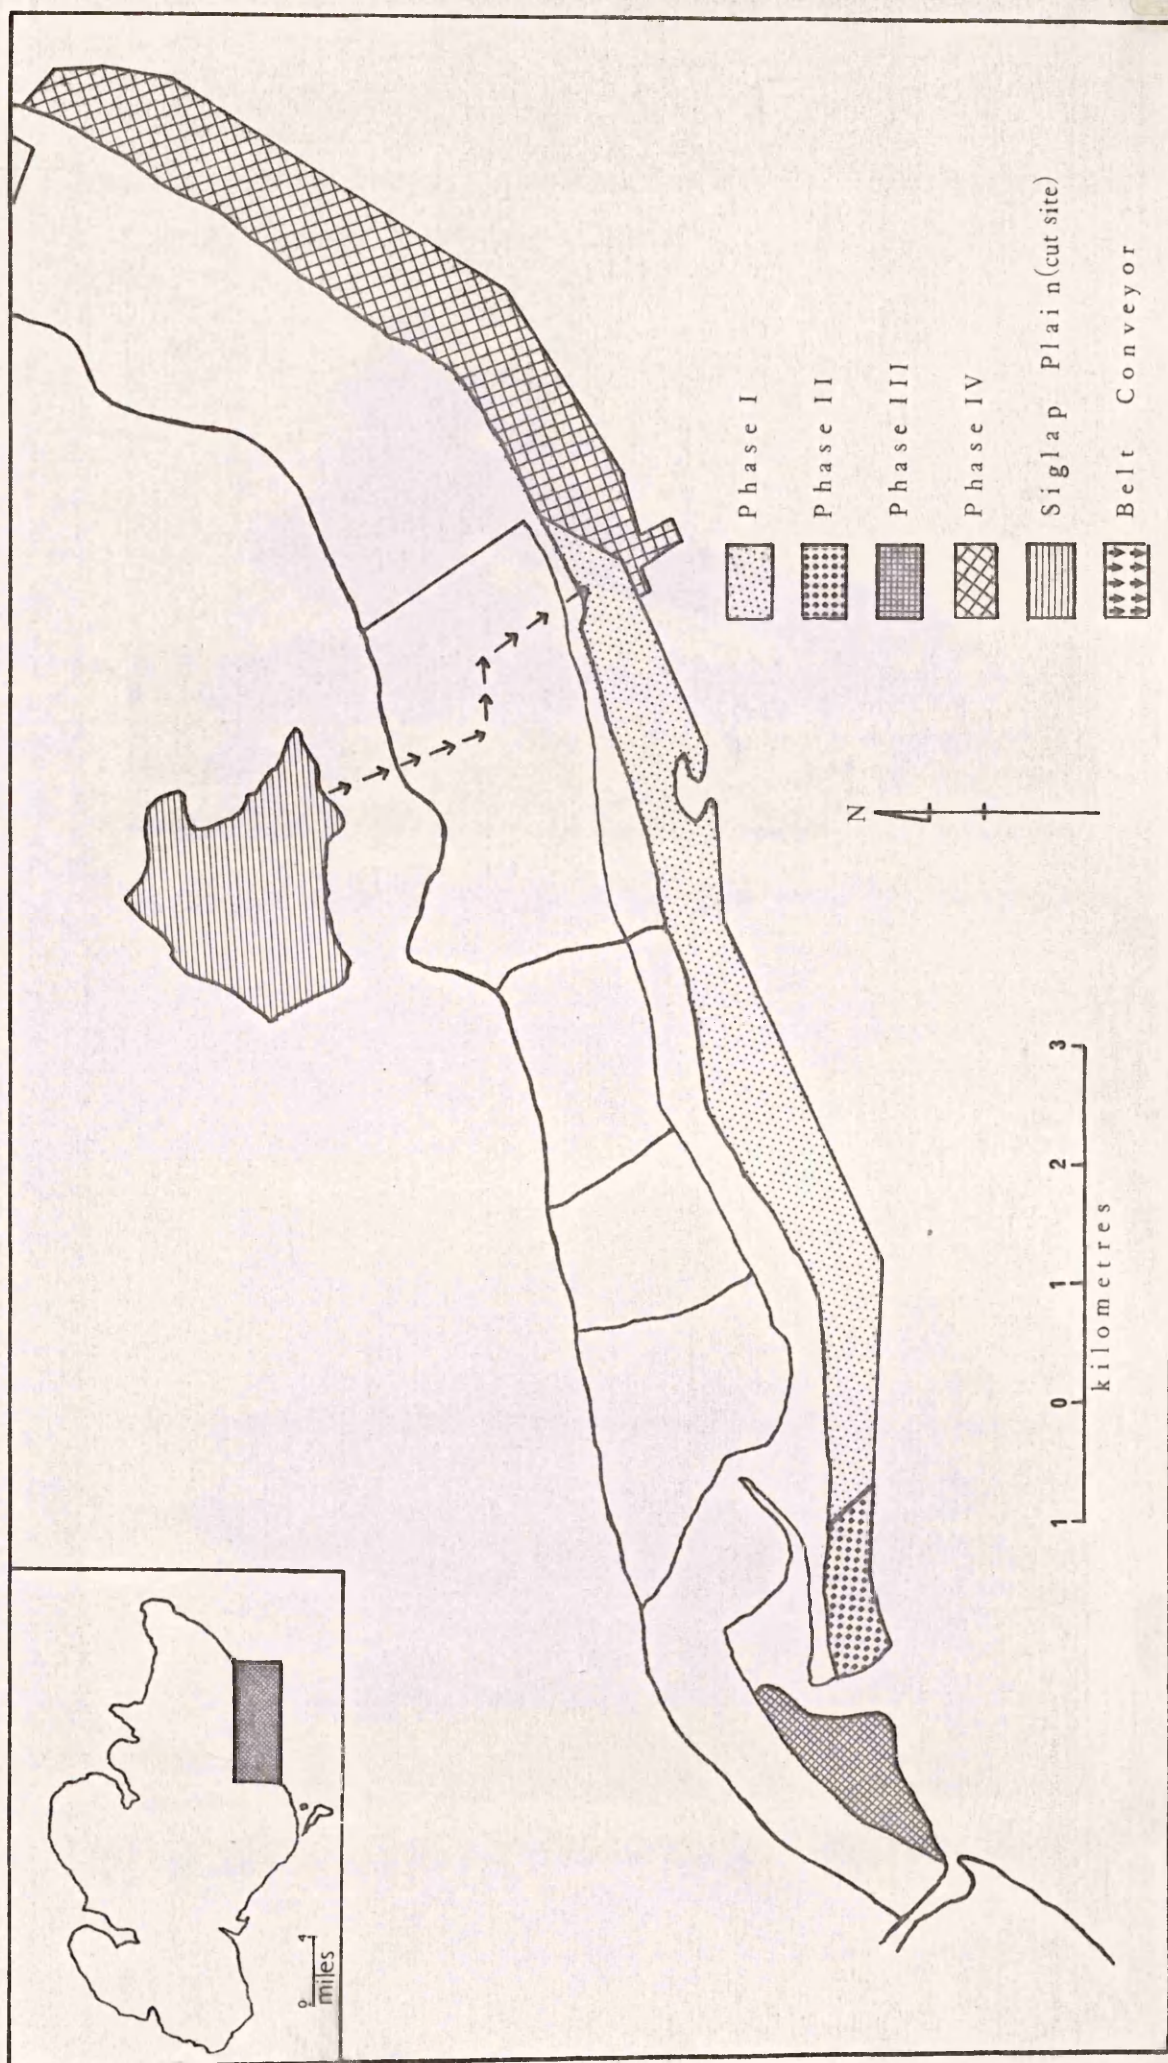 Phase I
Phase II
Phase III
Phase IV
Siglap Plain (cut site)
Belt Conveyor
N
1 0 1 2 3
kilometres
0 4
miles